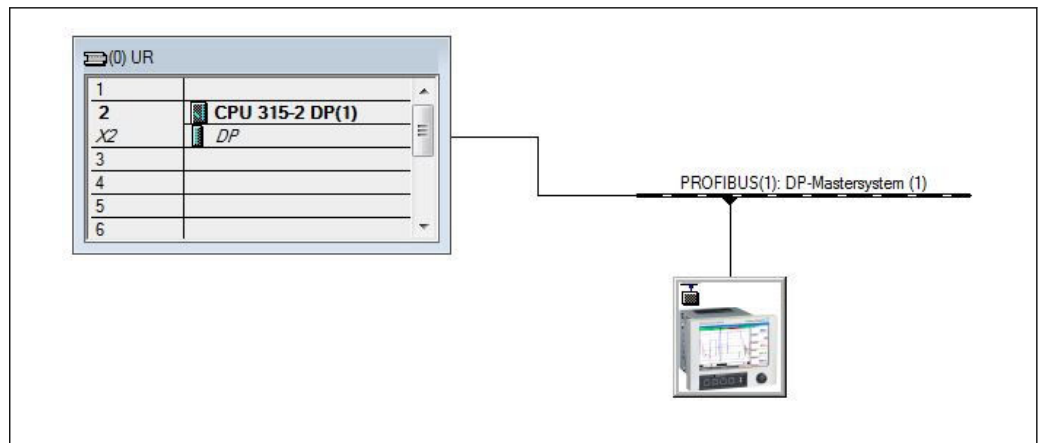 (0) UR
1
2 CPU 315-2 DP(1)
X2 DP
3
4
5
6
PROFIBUS(1): DP-Mastersystem (1)